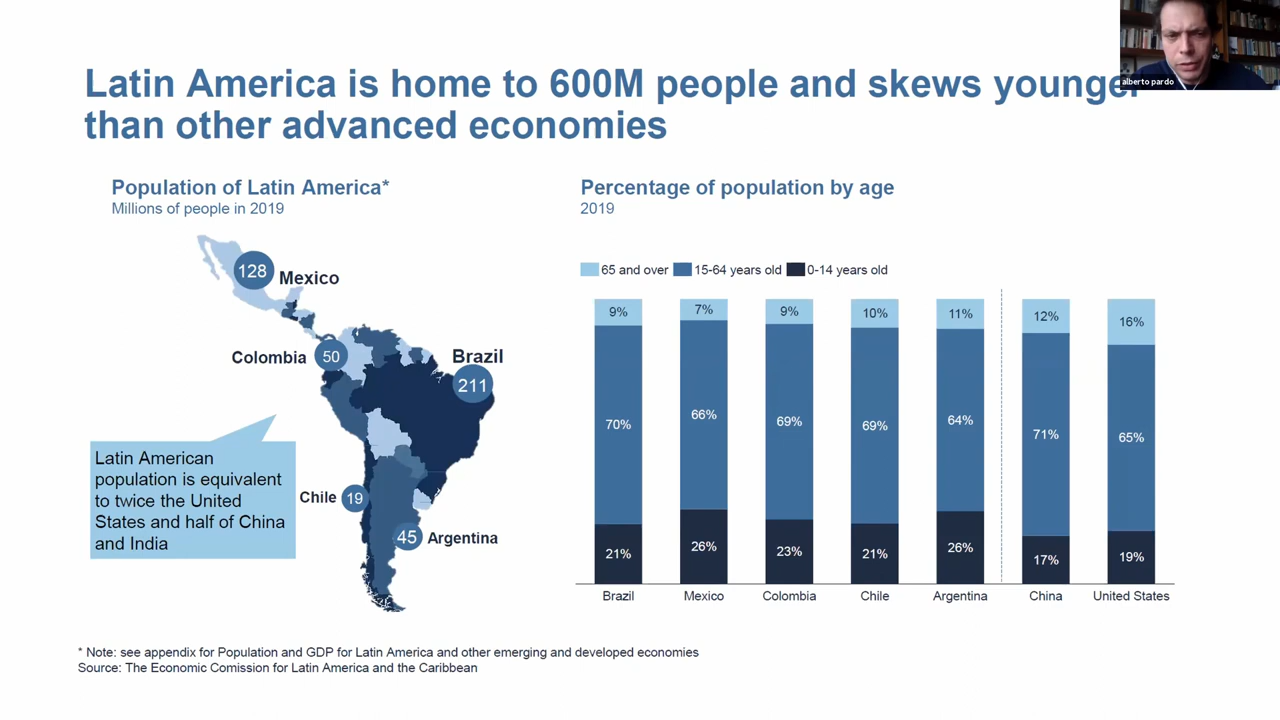 alberto pardo
Latin America is home to 600M people and skews younger
than other advanced economies
Population of Latin America*
Millions of people in 2019
128
Mexico
Colombia
50
Brazil
211
Latin American
population is equivalent
to twice the United
States and half of China
and India
Chile
19
45
Argentina
Percentage of population by age
2019
65 and over
15-64 years old
0-14 years old
9% 7% 9% 10% 11% 12% 16%
70% 66% 69% 69% 64% 71% 65%
21% 26% 23% 21% 26% 17% 19%
Brazil Mexico Colombia Chile Argentina China United States
* Note: see appendix for Population and GDP for Latin America and other emerging and developed economies
Source: The Economic Comission for Latin America and the Caribbean